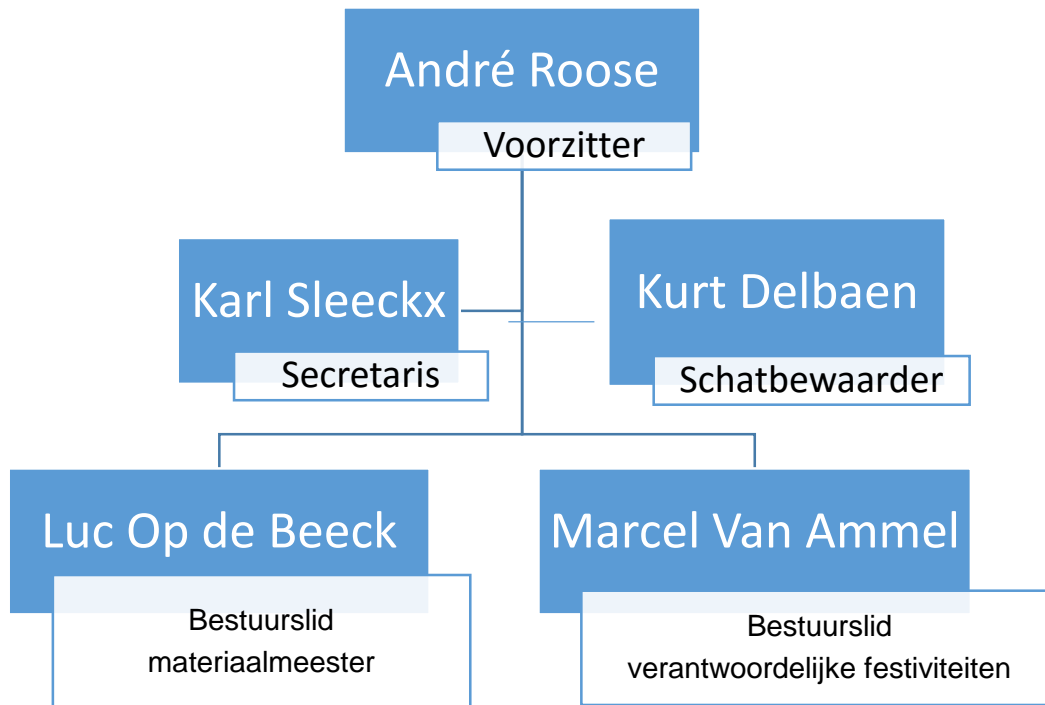 André Roose
Voorzitter
Karl Sleeckx
Secretaris
Kurt Delbaen
Schatbewaarder
Luc Op de Beeck
Bestuurslid
materiaalmeester
Marcel Van Ammel
Bestuurslid
verantwoordelijke festiviteiten